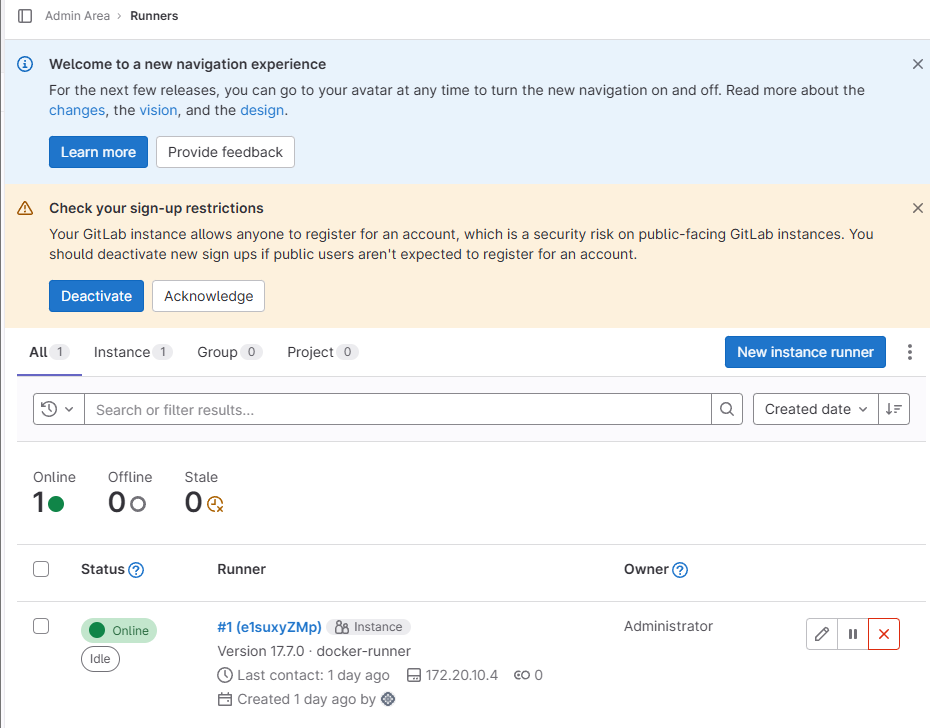 Admin Area › Runners
Welcome to a new navigation experience
For the next few releases, you can go to your avatar at any time to turn the new navigation on and off. Read more about the
changes, the vision, and the design.
Learn more Provide feedback
Check your sign-up restrictions
Your GitLab instance allows anyone to register for an account, which is a security risk on public-facing GitLab instances. You
should deactivate new sign ups if public users aren't expected to register for an account.
Deactivate Acknowledge
All 1 Instance 1 Group 0 Project 0 New instance runner
Search or filter results... Created date
Online Offline Stale
1 0 0
Status Runner Owner
Online #1 (e1suxyZMp) Instance Administrator
Idle Version 17.7.0 · docker-runner
Last contact: 1 day ago 172.20.10.4 0
Created 1 day ago by